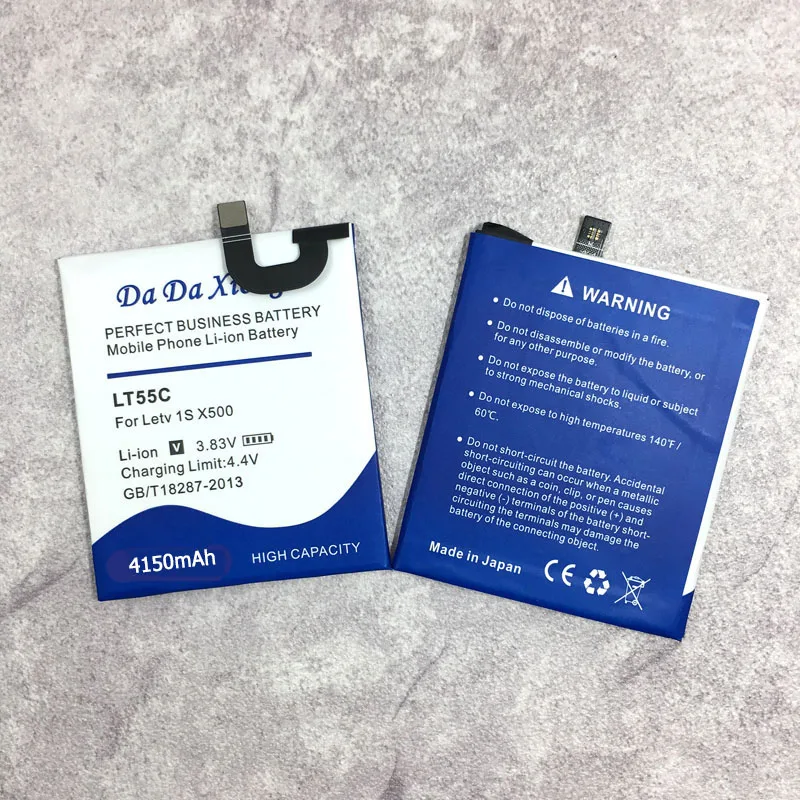 Da Da
PERFECT BUSINESS BATTERY
Mobile Phone Li-ion Battery
LT55C
For Letv 1S X500
Li-ion V 3.83V
Charging Limit:4.4V
GB/T18287-2013
4150mAh
HIGH CAPACITY
! WARNING
• Do not dispose of batteries in a fire.
• Do not disassemble or modify the battery, or
for any other purpose.
• Do not expose the battery to liquid or subject
to strong mechanical shocks.
• Do not expose to high temperatures 140°F /
60℃.
• Do not short-circuit the battery. Accidental
short-circuiting can occur when a metallic
object such as a coin, clip, or pen causes
direct connection of the positive (+) and
negative (-) terminals of the battery short-
circuiting the terminals may damage the
battery of the connecting object.
Made in Japan CE